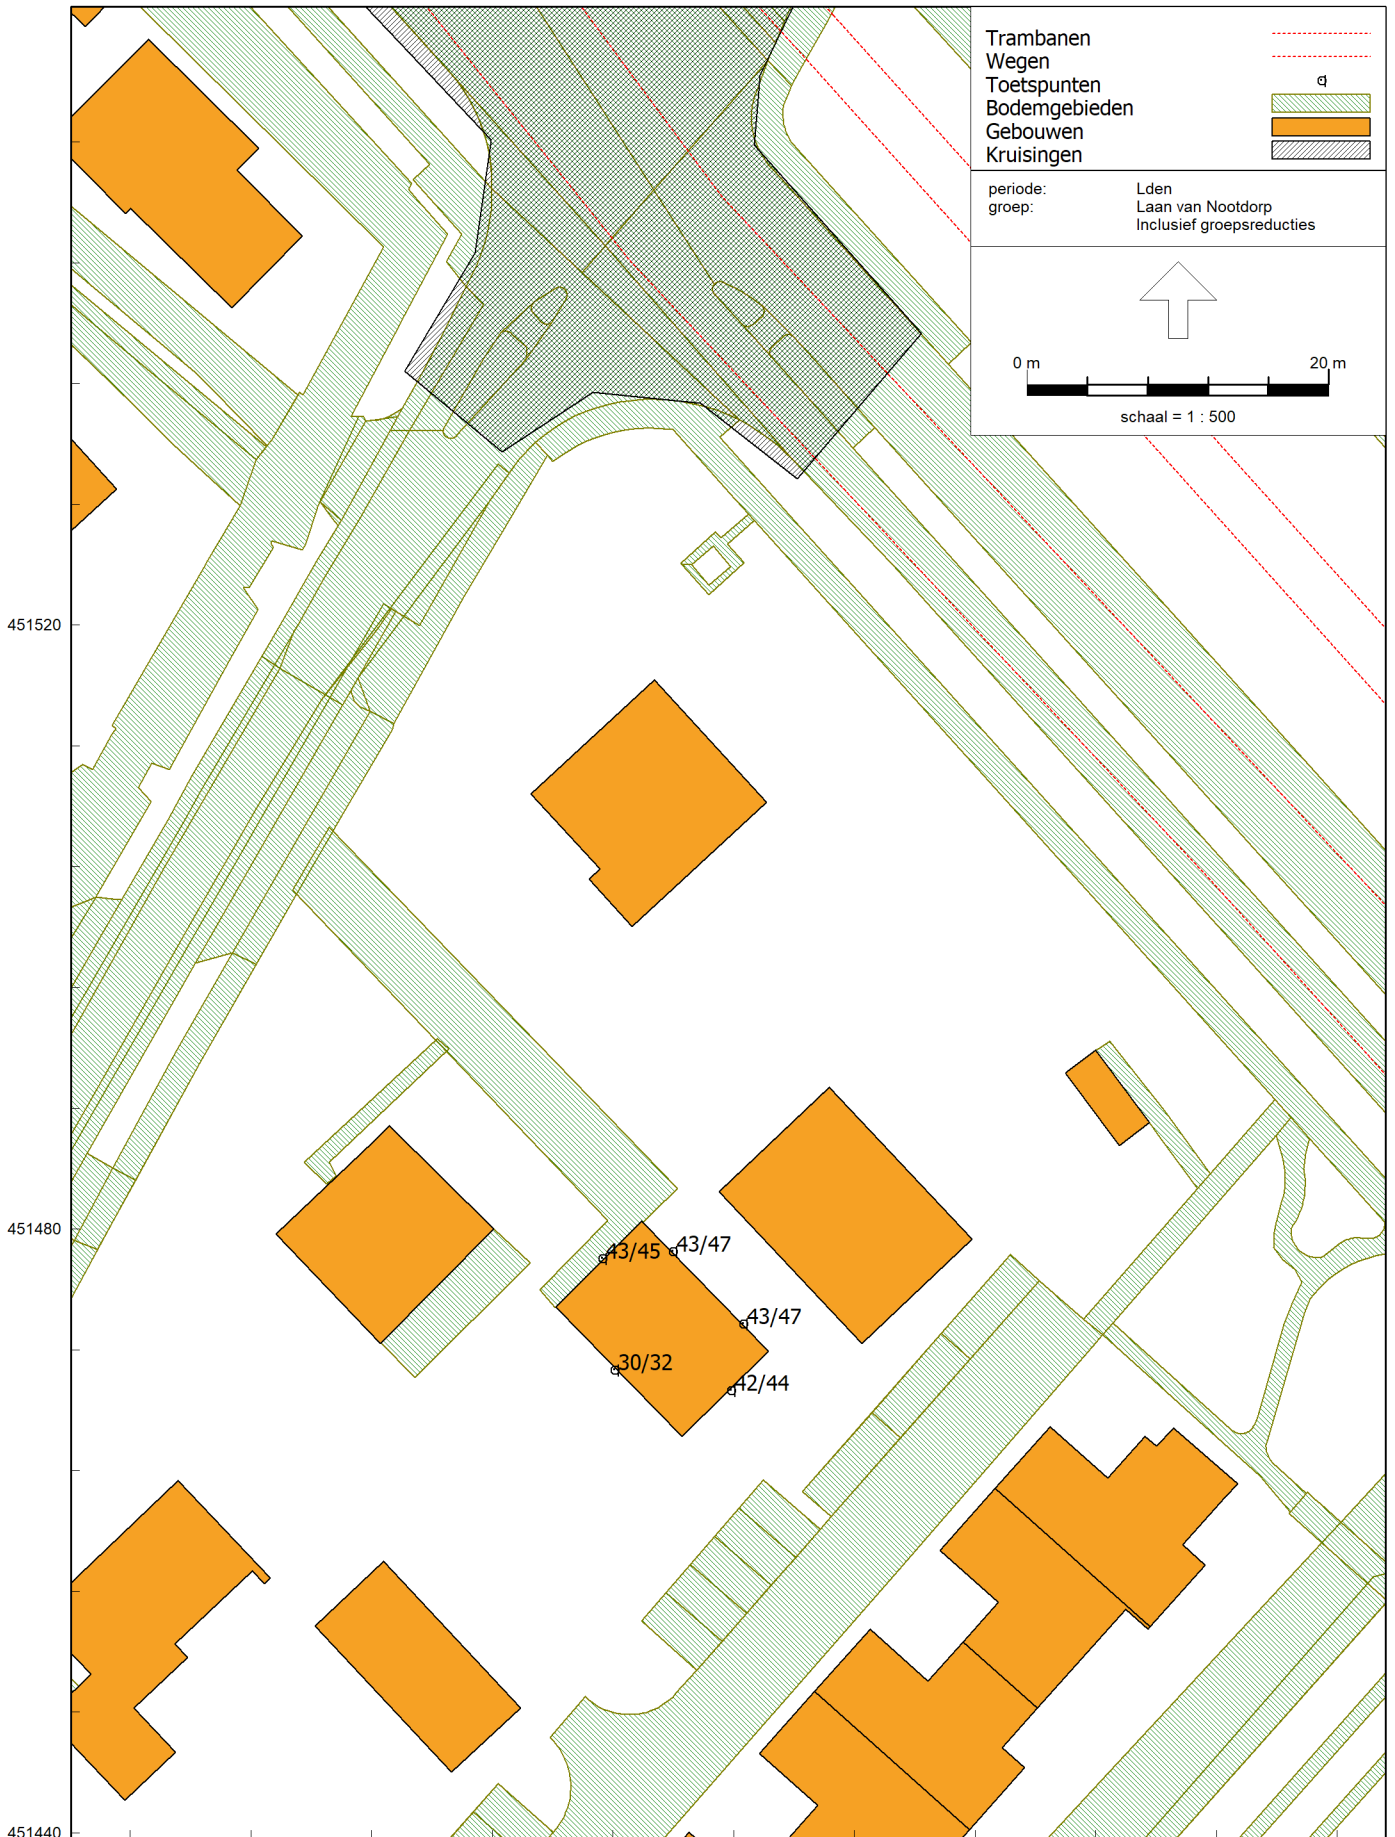 Trambanen
Wegen
Toetspunten
Bodemgebieden
Gebouwen
Kruisingen
periode: Lden
groep: Laan van Nootdorp
Inclusief groepsreducties
0 m 20 m
schaal = 1 : 500
451520
451480
43/45 43/47
43/47
30/32
42/44
451440